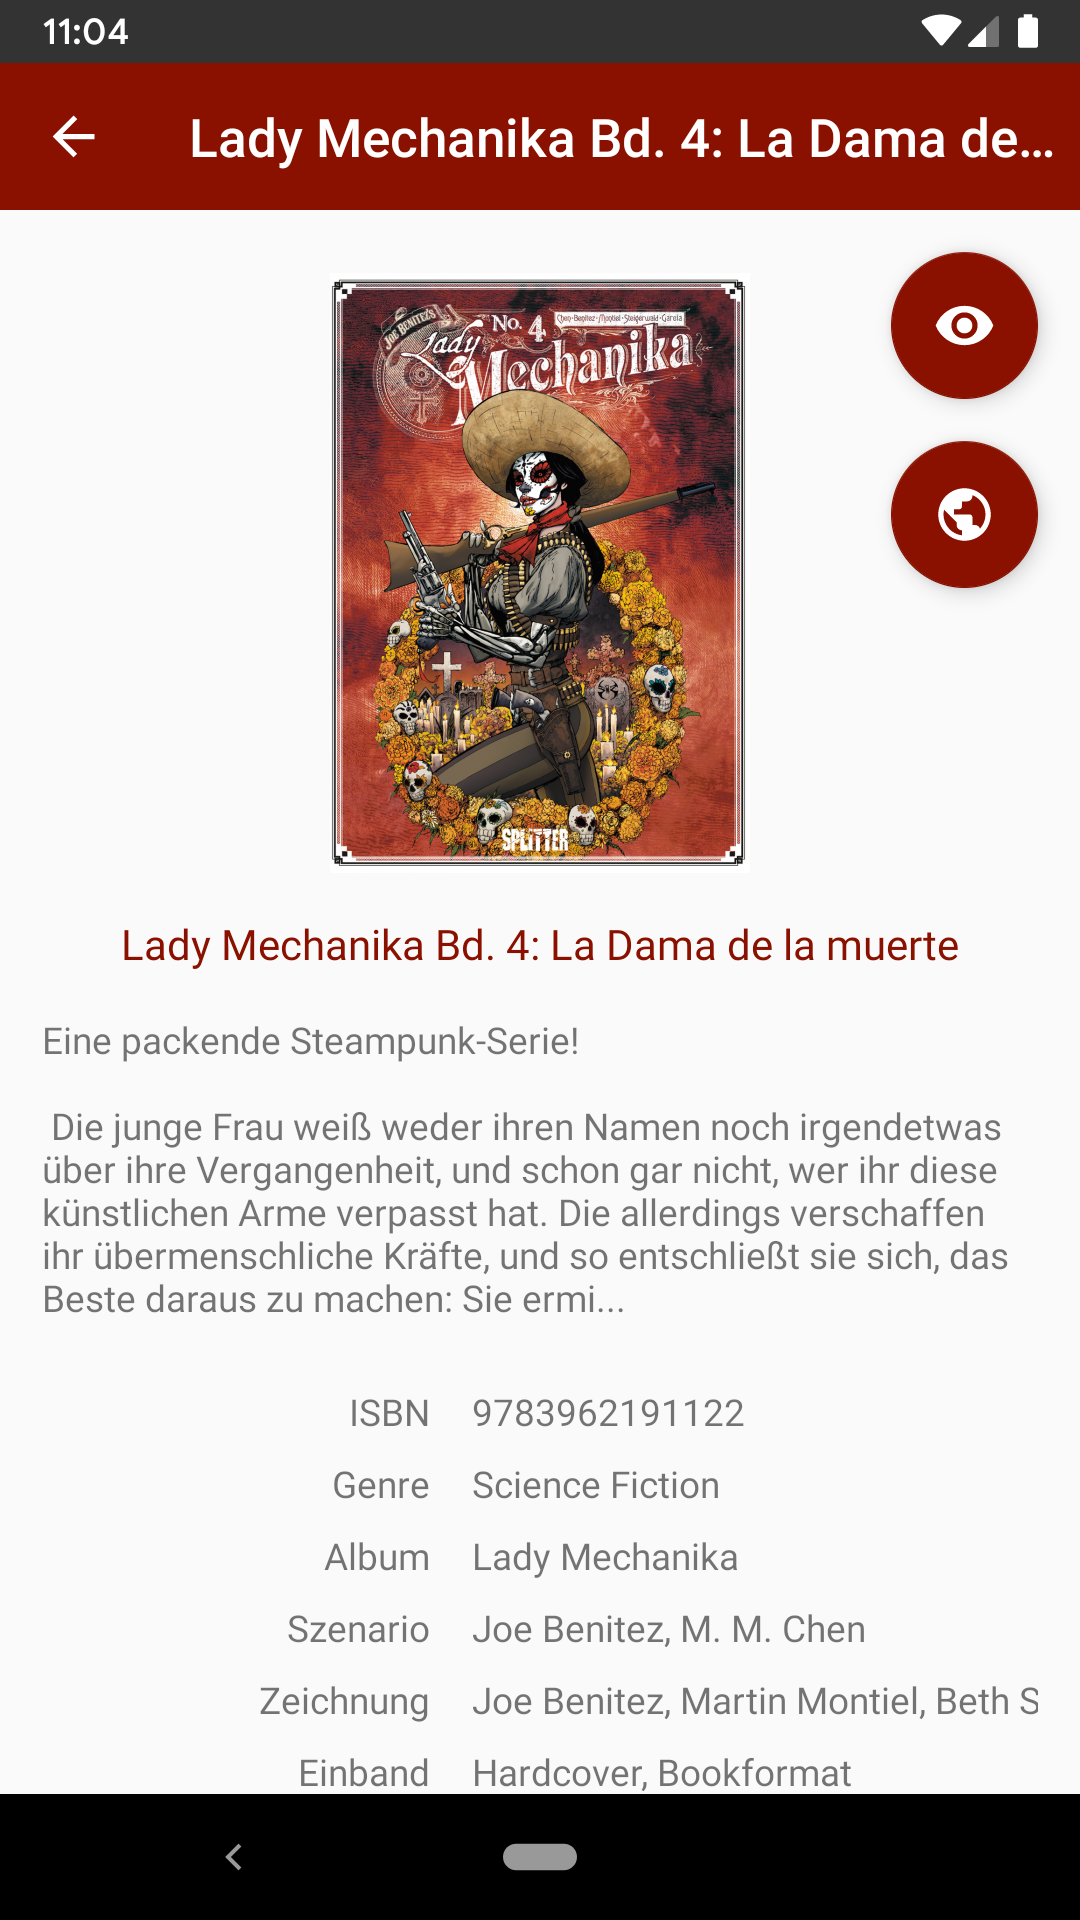 11:04
Lady Mechanika Bd. 4: La Dama de...
JOE BENITEZ'S
No. 4
Chen·Benitez·Montiel·Steigerwald·Garcia
Lady
Mechanika
SPLITTER
Lady Mechanika Bd. 4: La Dama de la muerte
Eine packende Steampunk-Serie!
Die junge Frau weiß weder ihren Namen noch irgendetwas
über ihre Vergangenheit, und schon gar nicht, wer ihr diese
künstlichen Arme verpasst hat. Die allerdings verschaffen
ihr übermenschliche Kräfte, und so entschließt sie sich, das
Beste daraus zu machen: Sie ermi...
ISBN 9783962191122
Genre Science Fiction
Album Lady Mechanika
Szenario Joe Benitez, M. M. Chen
Zeichnung Joe Benitez, Martin Montiel, Beth S
Einband Hardcover, Bookformat